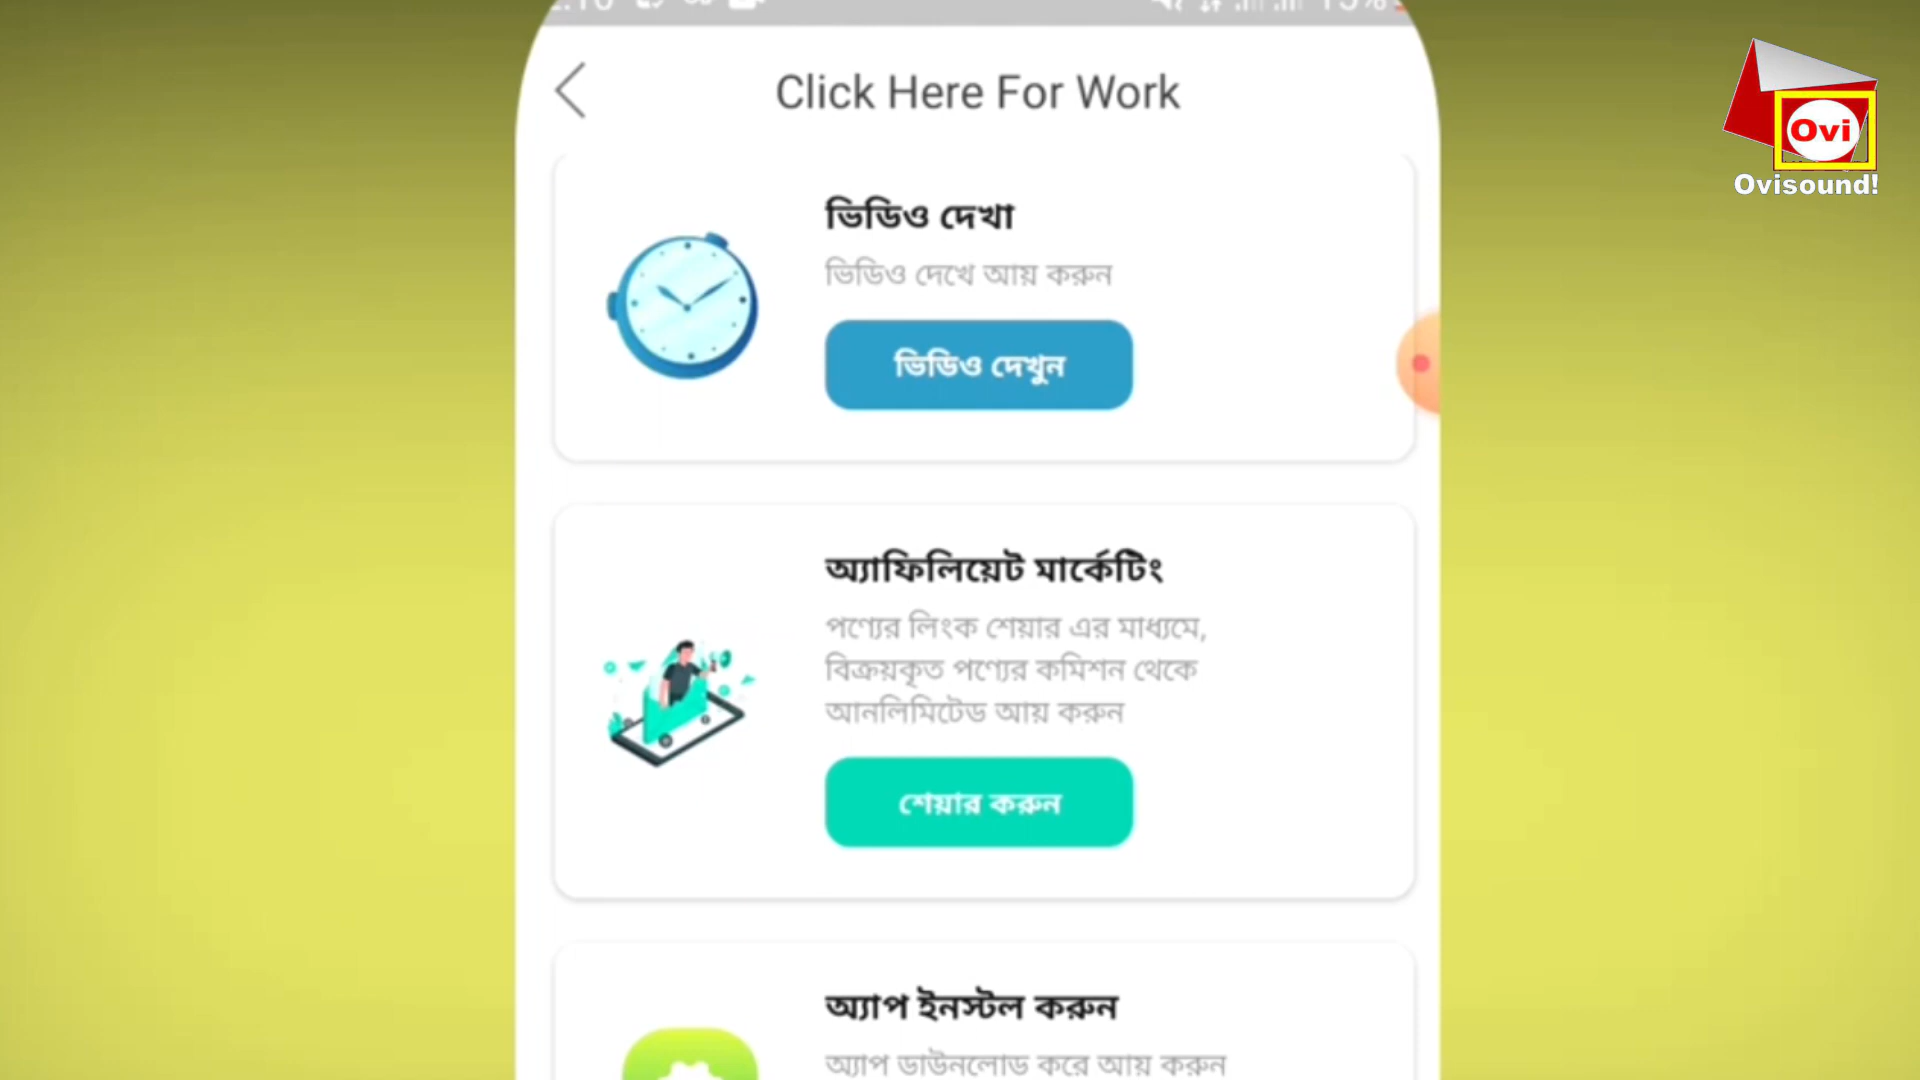 Click Here For Work
Ovi
Ovisound!
ভিডিও দেখা
ভিডিও দেখে আয় করুন
ভিডিও দেখুন
অ্যাফিলিয়েট মার্কেটিং
পণ্যের লিংক শেয়ার এর মাধ্যমে,
বিক্রয়কৃত পণ্যের কমিশন থেকে
আনলিমিটেড আয় করুন
শেয়ার করুন
অ্যাপ ইনস্টল করুন
অ্যাপ ডাউনলোড করে আয় করুন